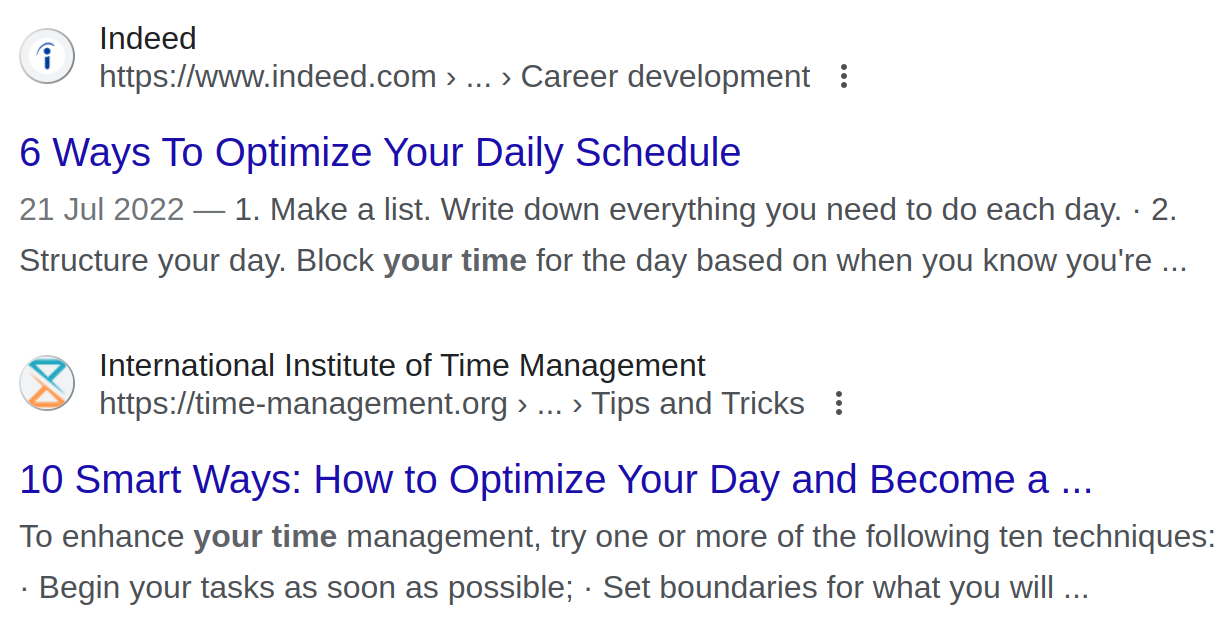 Indeed
https://www.indeed.com › ... › Career development
6 Ways To Optimize Your Daily Schedule
21 Jul 2022 — 1. Make a list. Write down everything you need to do each day. · 2.
Structure your day. Block your time for the day based on when you know you're ...
International Institute of Time Management
https://time-management.org › ... › Tips and Tricks
10 Smart Ways: How to Optimize Your Day and Become a ...
To enhance your time management, try one or more of the following ten techniques:
· Begin your tasks as soon as possible; · Set boundaries for what you will ...